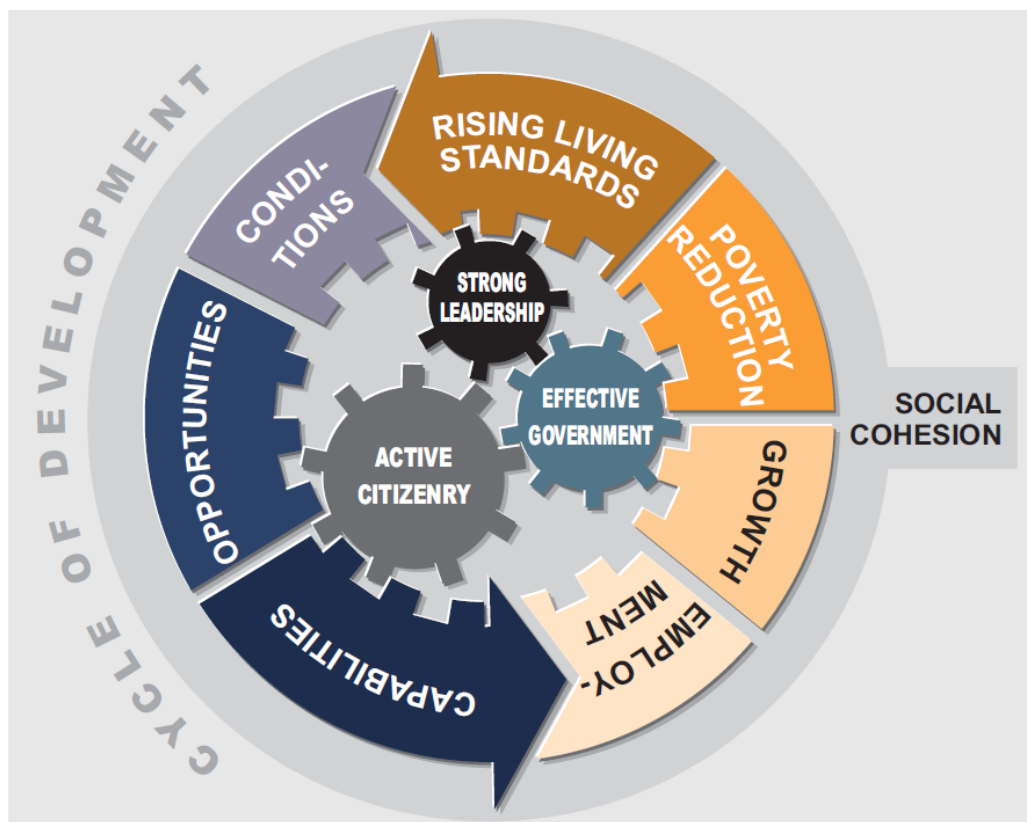 CYCLE OF DEVELOPMENT
RISING LIVING
STANDARDS
CONDI-
TIONS
OPPORTUNITIES
CAPABILITIES
EMPLOY-
MENT
GROWTH
POVERTY
REDUCTION
STRONG
LEADERSHIP
EFFECTIVE
GOVERNMENT
ACTIVE
CITIZENRY
SOCIAL
COHESION